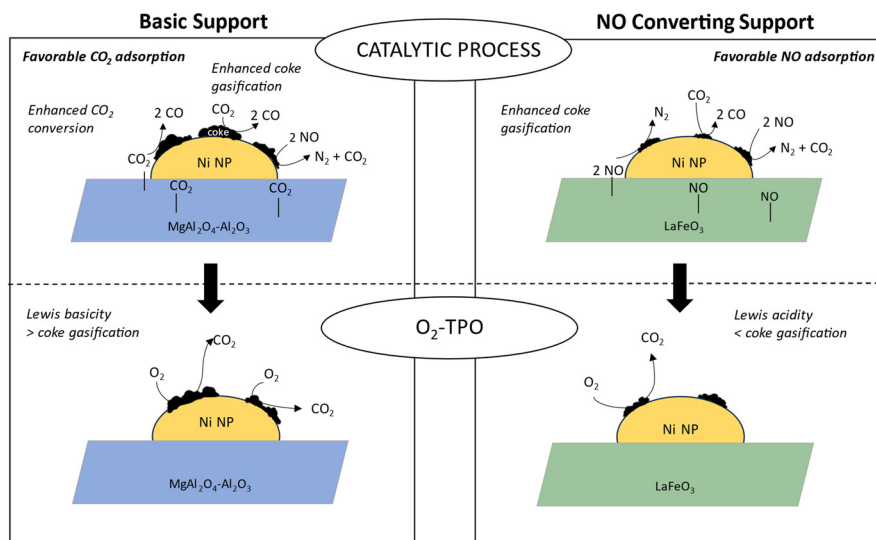 Basic Support
NO Converting Support
CATALYTIC PROCESS
Favorable CO₂ adsorption
Enhanced coke
gasification
Enhanced CO₂
conversion
2 CO
CO₂
2 CO
coke
2 NO
N₂ + CO₂
CO₂
Ni NP
CO₂
CO₂
MgAl₂O₄-Al₂O₃
Favorable NO adsorption
Enhanced coke
gasification
N₂
CO₂
2 CO
2 NO
N₂ + CO₂
2 NO
Ni NP
NO
NO
LaFeO₃
O₂-TPO
Lewis basicity
> coke gasification
CO₂
O₂
O₂
CO₂
Ni NP
MgAl₂O₄-Al₂O₃
Lewis acidity
< coke gasification
CO₂
O₂
Ni NP
LaFeO₃